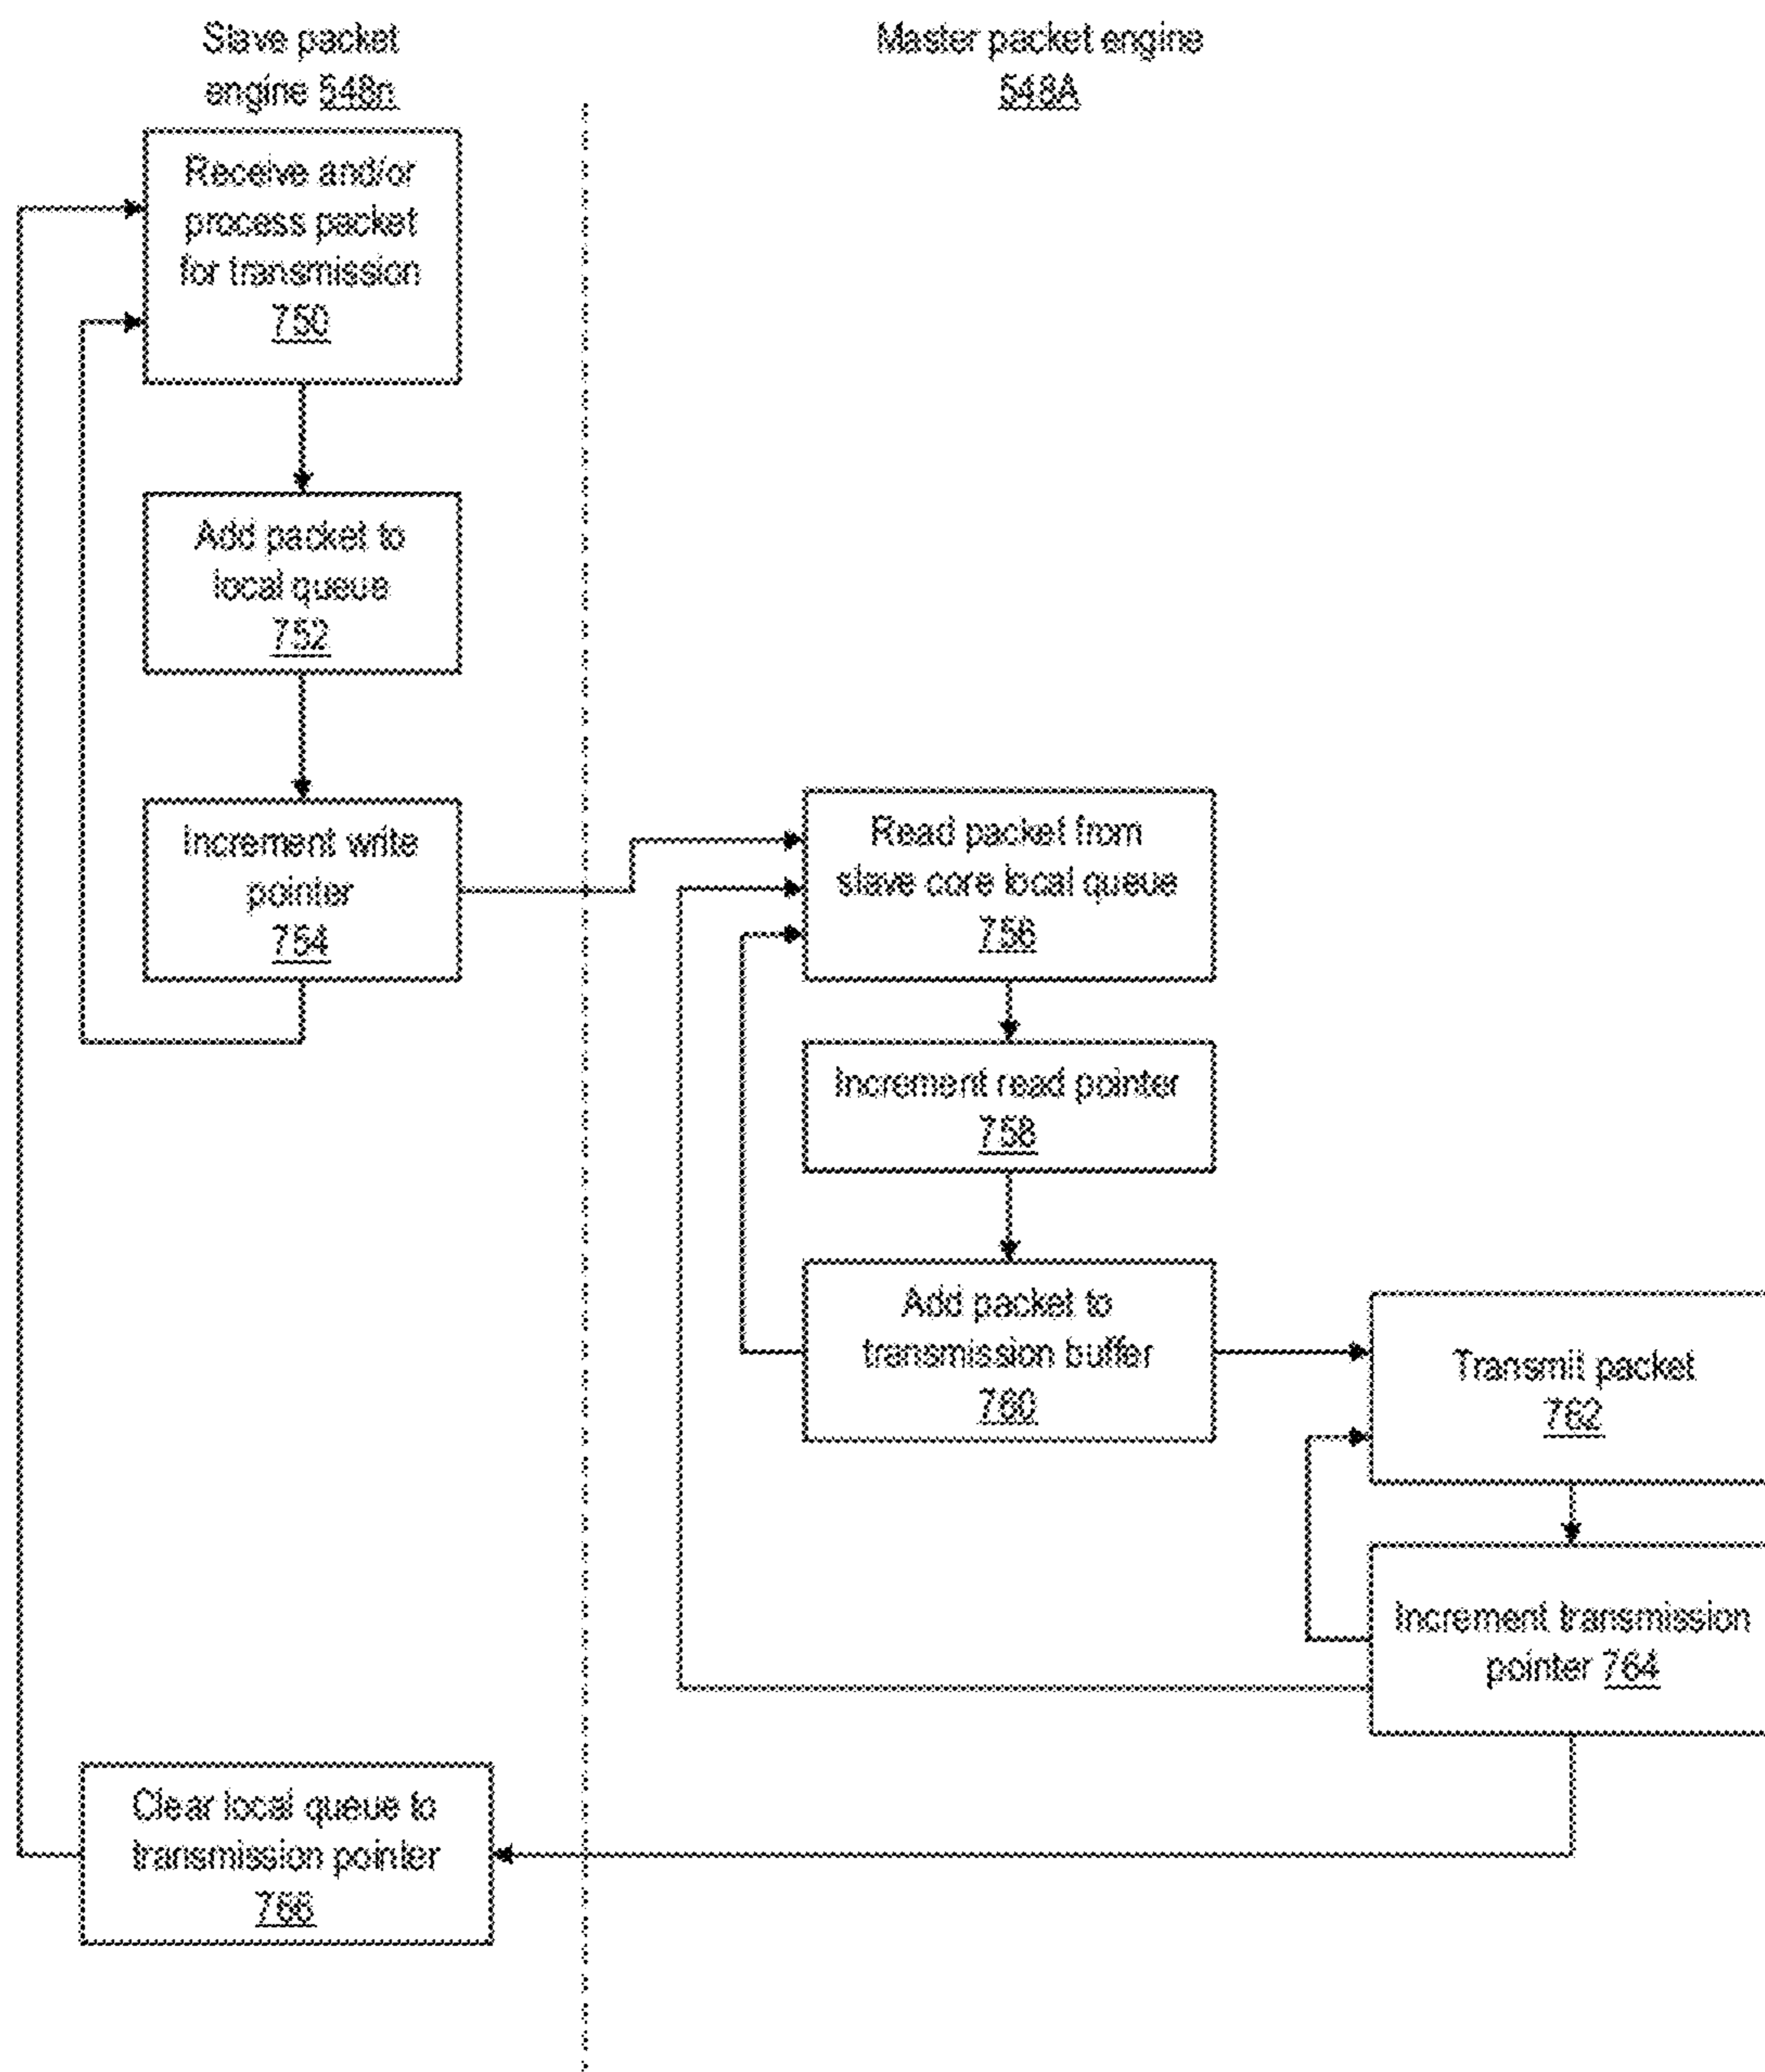 Slave packet
engine 548n
Master packet engine
548A
Receive and/or
process packet
for transmission
750
Add packet to
local queue
752
Increment write
pointer
754
Read packet from
slave core local queue
756
Increment read pointer
758
Add packet to
transmission buffer
760
Transmit packet
762
Increment transmission
pointer 764
Clear local queue to
transmission pointer
766